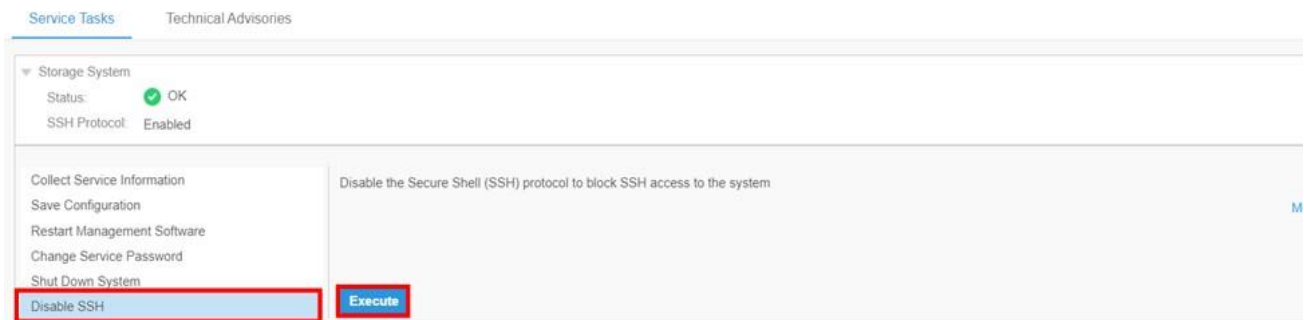 Service Tasks Technical Advisories
Storage System
Status: OK
SSH Protocol: Enabled
Collect Service Information
Save Configuration
Restart Management Software
Change Service Password
Shut Down System
Disable SSH
Disable the Secure Shell (SSH) protocol to block SSH access to the system
M
Execute